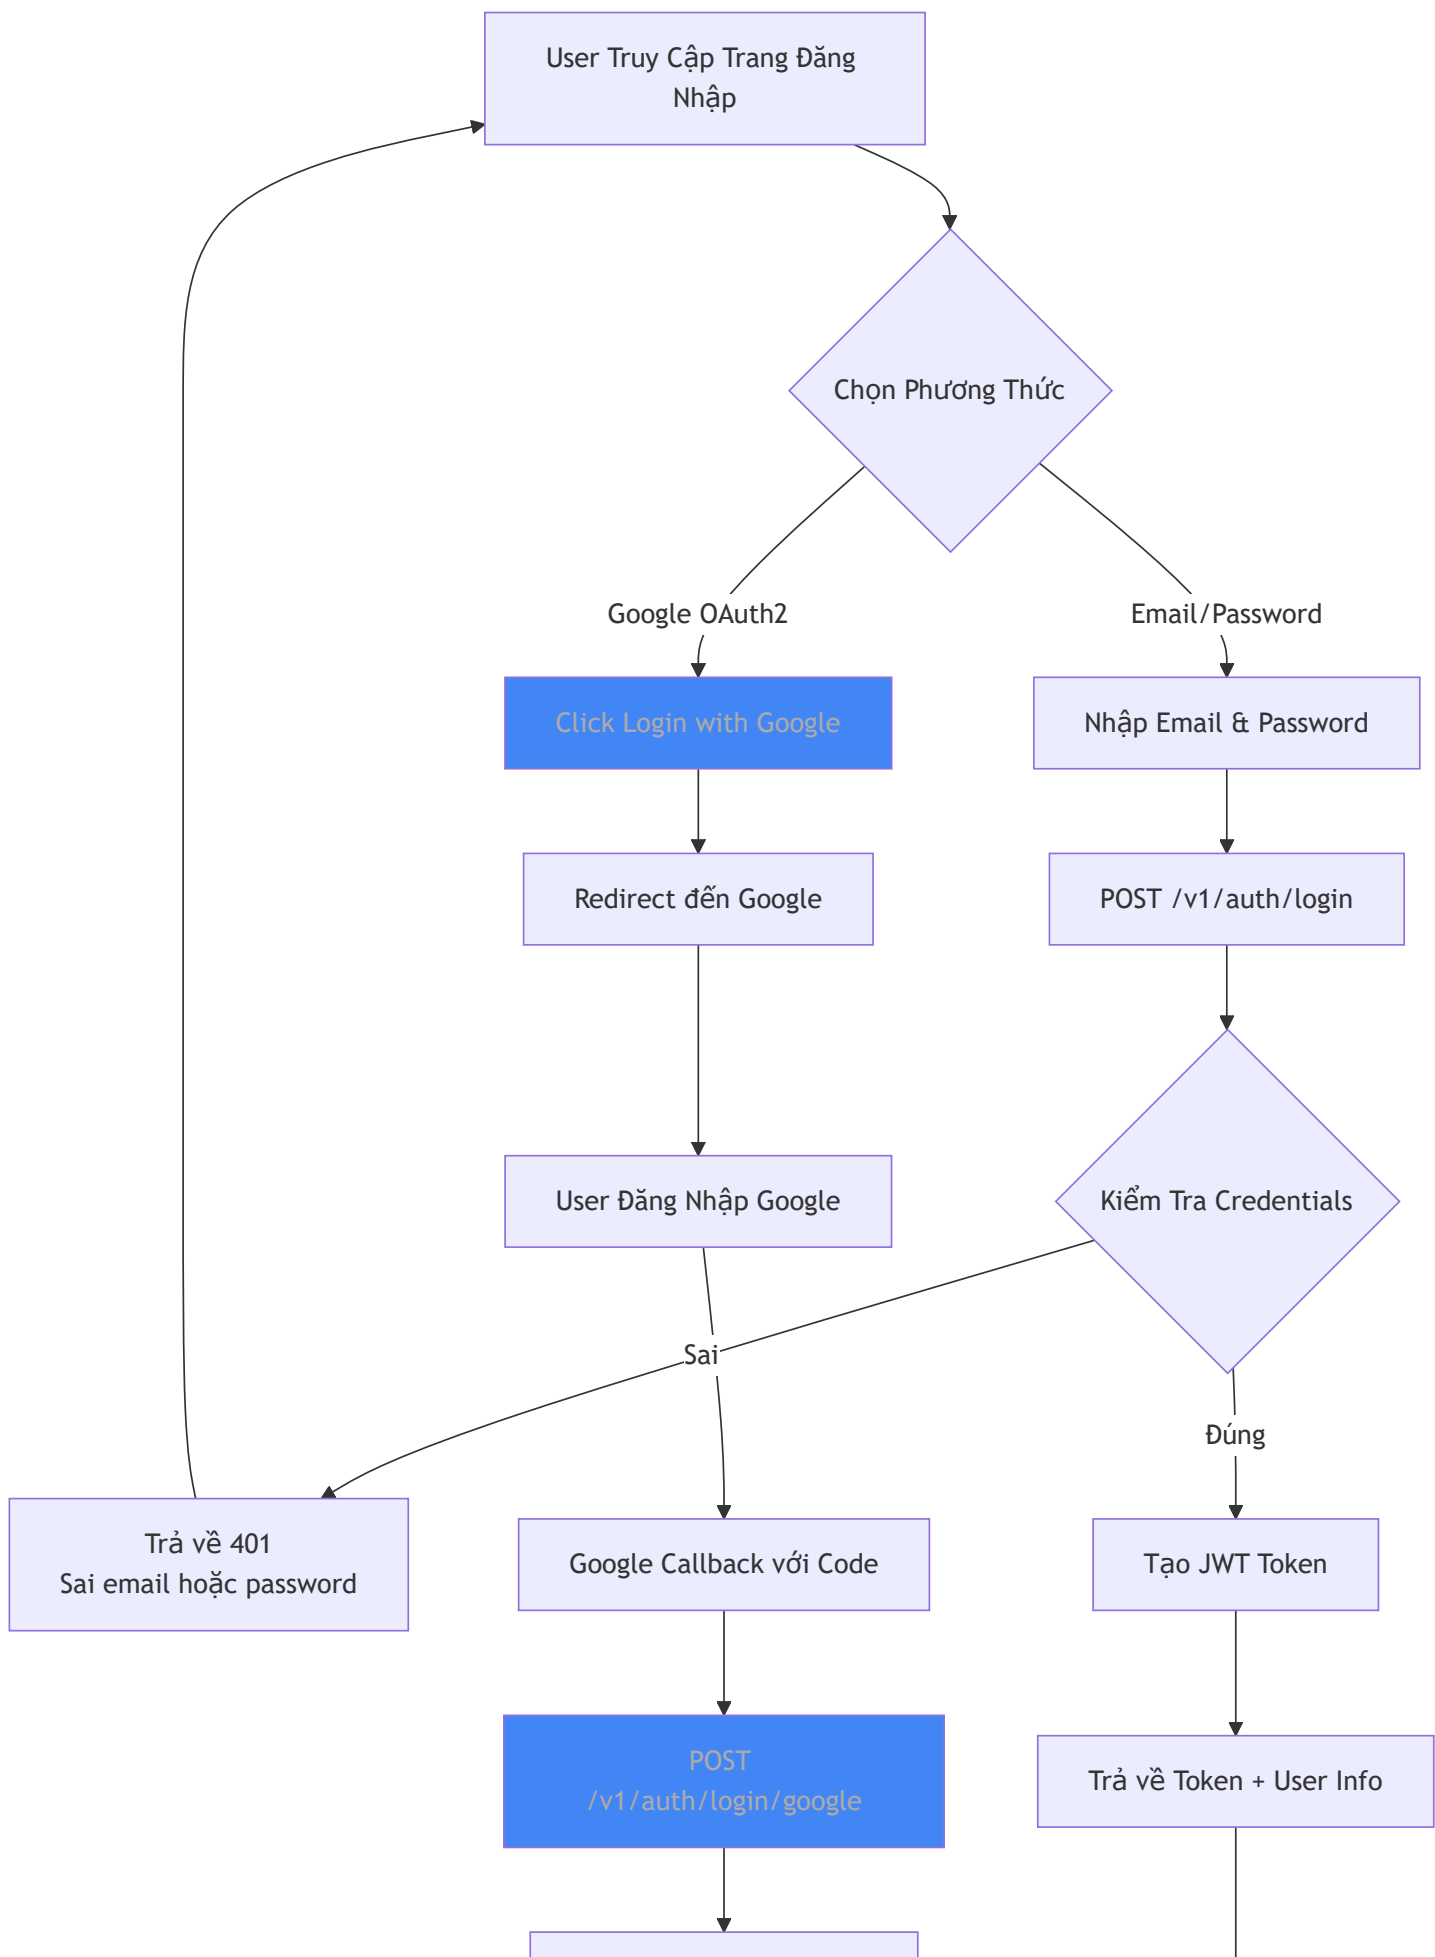 User Truy Cập Trang Đăng
Nhập
Chọn Phương Thức
Google OAuth2
Email/Password
Click Login with Google
Nhập Email & Password
Redirect đến Google
POST /v1/auth/login
User Đăng Nhập Google
Kiểm Tra Credentials
Sai
Đúng
Trả về 401
Sai email hoặc password
Google Callback với Code
Tạo JWT Token
POST
/v1/auth/login/google
Trả về Token + User Info